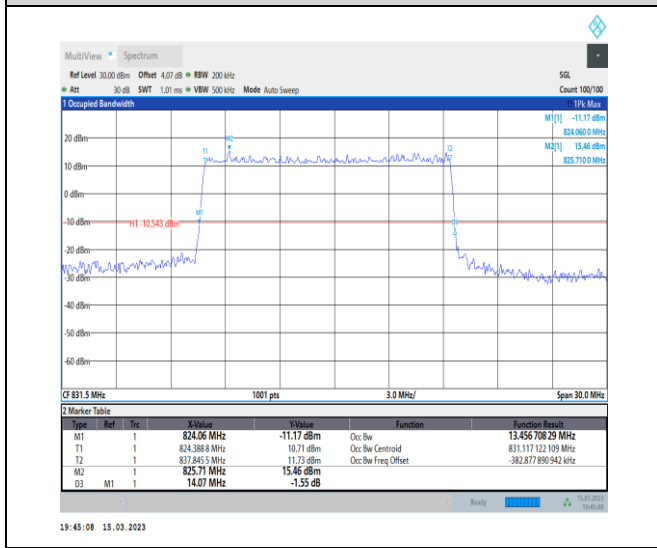 MultiView Spectrum
Ref Level 30.00 dBm Offset 4.07 dB RBW 200 kHz SGL
Att 30 dB SWT 1.01 ms VBW 500 kHz Mode Auto Sweep Count 100/100
1 Occupied Bandwidth 1Pk Max
M1[1] -11.17 dBm
824.060 0 MHz
M2[1] 15.46 dBm
825.710 0 MHz
20 dBm
M2
T1
T2
10 dBm
0 dBm
M1
-10 dBm
H1 -10.543 dBm
D3
-20 dBm
-30 dBm
-40 dBm
-50 dBm
-60 dBm
CF 831.5 MHz 1001 pts 3.0 MHz/ Span 30.0 MHz
2 Marker Table
Type Ref Trc X-Value Y-Value Function Function Result
M1 1 824.06 MHz -11.17 dBm Occ Bw 13.456 708 29 MHz
T1 1 824.388 8 MHz 10.71 dBm Occ Bw Centroid 831.117 122 109 MHz
T2 1 837.845 5 MHz 11.73 dBm Occ Bw Freq Offset -382.877 890 942 kHz
M2 1 825.71 MHz 15.46 dBm
D3 M1 1 14.07 MHz -1.55 dB
Ready 15.03.2023
19:45:08
19:45:08 15.03.2023